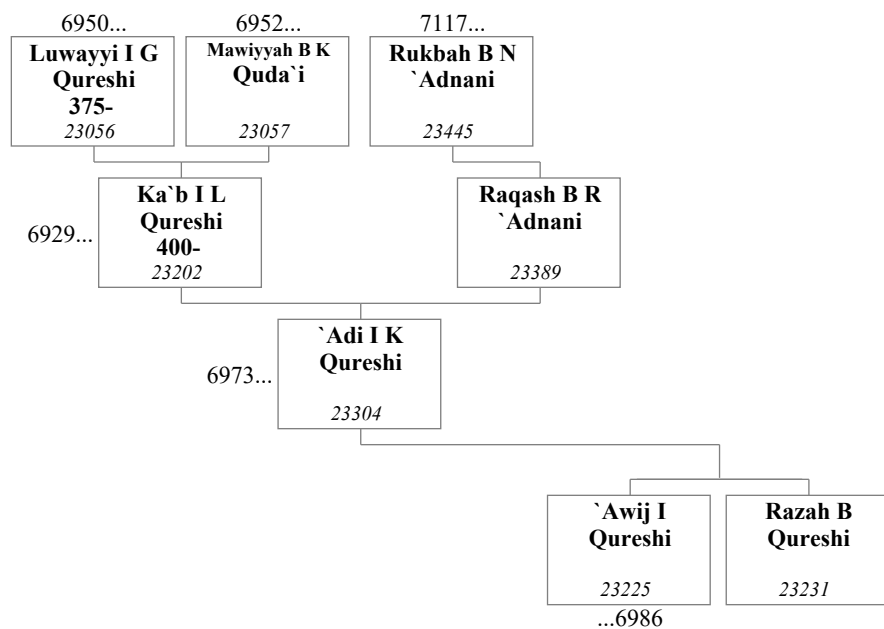 6950...
6952...
7117...
Luwayyi I G
Qureshi
375-
23056
Mawiyyah B K
Quda`i
23057
Rukbah B N
`Adnani
23445
6929...
Ka`b I L
Qureshi
400-
23202
Raqash B R
`Adnani
23389
6973...
`Adi I K
Qureshi
23304
`Awij I
Qureshi
23225
Razah B
Qureshi
23231
...6986